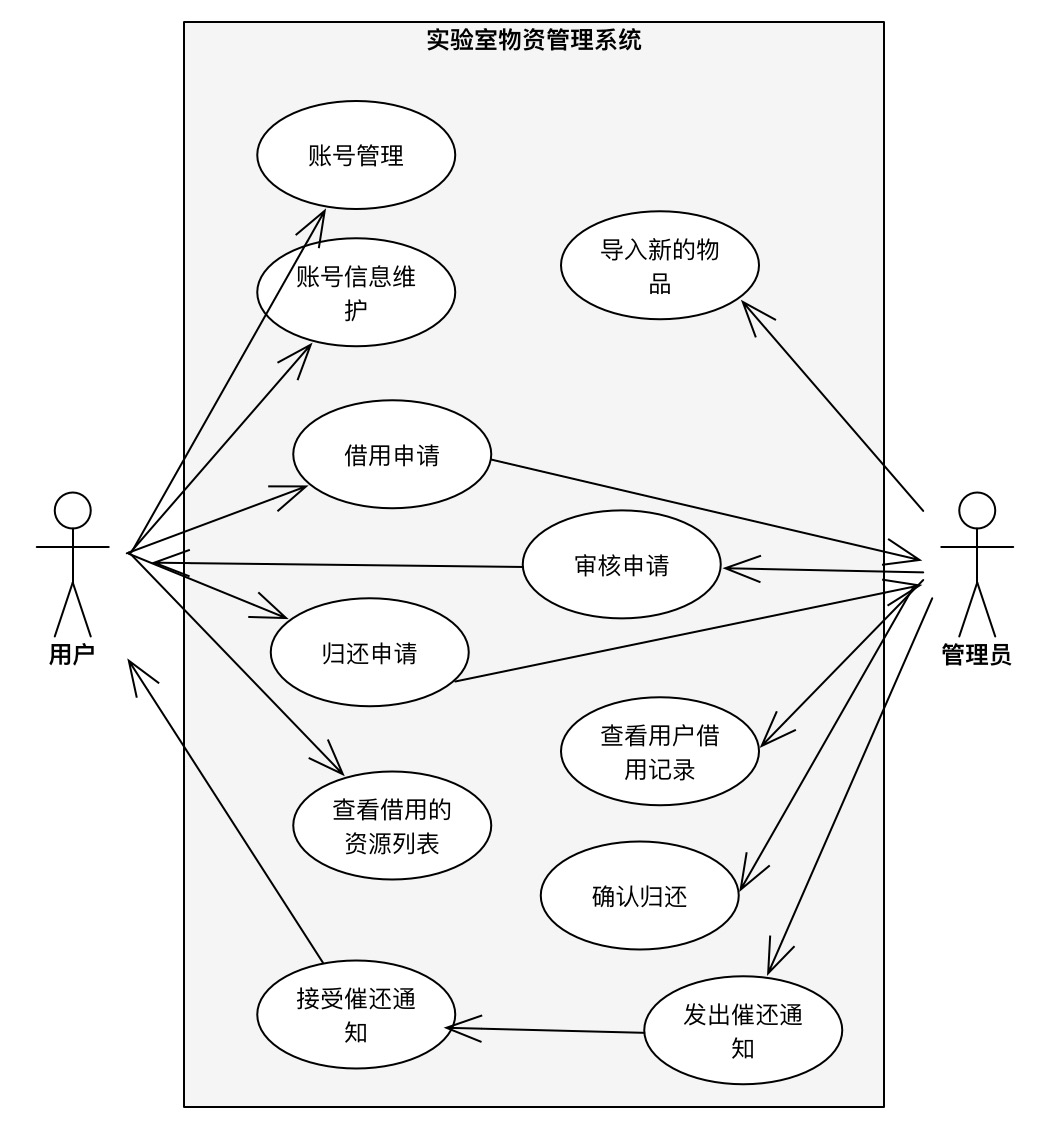 实验室物资管理系统
账号管理
导入新的物
品
账号信息维
护
借用申请
审核申请
用户
归还申请
管理员
查看用户借
用记录
查看借用的
资源列表
确认归还
接受催还通
知
发出催还通
知